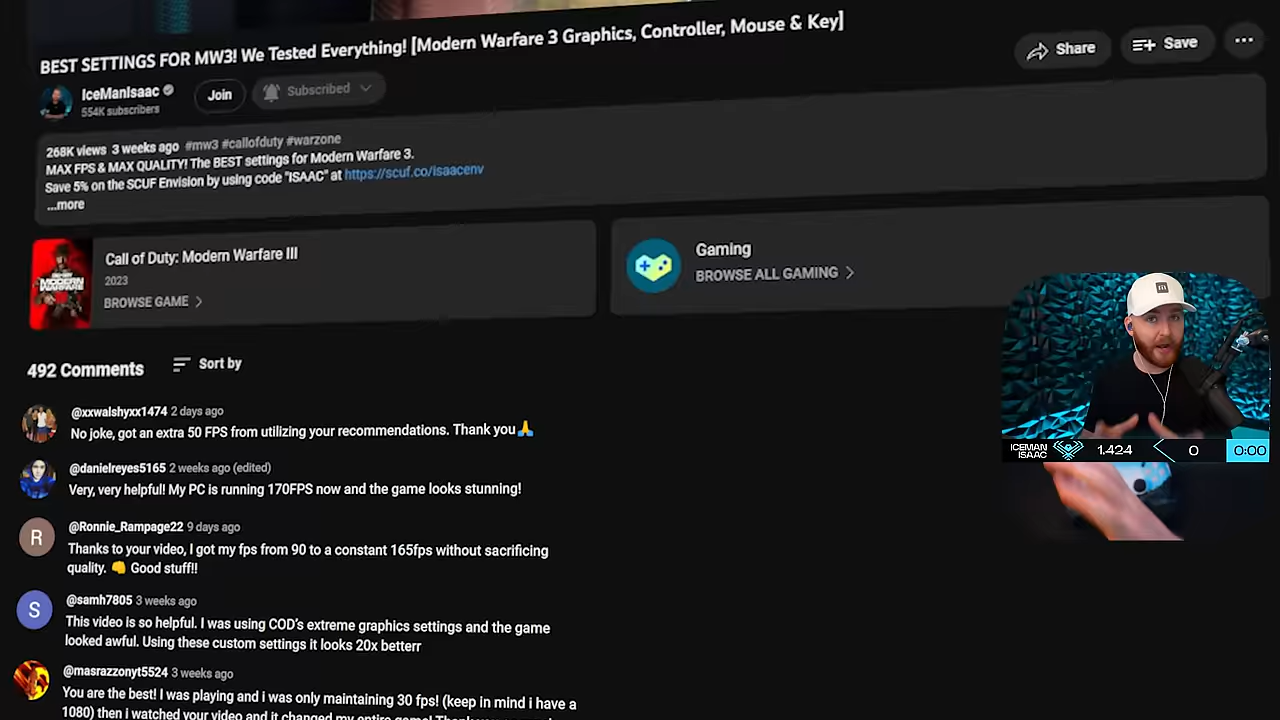 BEST SETTINGS FOR MW3! We Tested Everything! [Modern Warfare 3 Graphics, Controller, Mouse & Key]
IceManIsaac
554K subscribers
Join
Subscribed
Share
Save
268K views 3 weeks ago #mw3 #callofduty #warzone
MAX FPS & MAX QUALITY! The BEST settings for Modern Warfare 3.
Save 5% on the SCUF Envision by using code "ISAAC" at https://scuf.co/Isaacenv
...more
MODERN WARFARE
Call of Duty: Modern Warfare III
2023
BROWSE GAME
Gaming
BROWSE ALL GAMING
492 Comments
Sort by
@xxwalshyxx1474 2 days ago
No joke, got an extra 50 FPS from utilizing your recommendations. Thank you🙏
@danielreyes5165 2 weeks ago (edited)
Very, very helpful! My PC is running 170FPS now and the game looks stunning!
R
@Ronnie_Rampage22 9 days ago
Thanks to your video, I got my fps from 90 to a constant 165fps without sacrificing
quality. 👊 Good stuff!!
S
@samh7805 3 weeks ago
This video is so helpful. I was using COD's extreme graphics settings and the game
looked awful. Using these custom settings it looks 20x betterr
@masrazzonyt5524 3 weeks ago
You are the best! I was playing and i was only maintaining 30 fps! (keep in mind i have a
1080) then i watched your video and it changed my entire game!
ICEMAN
ISAAC
1.424
0
0:00